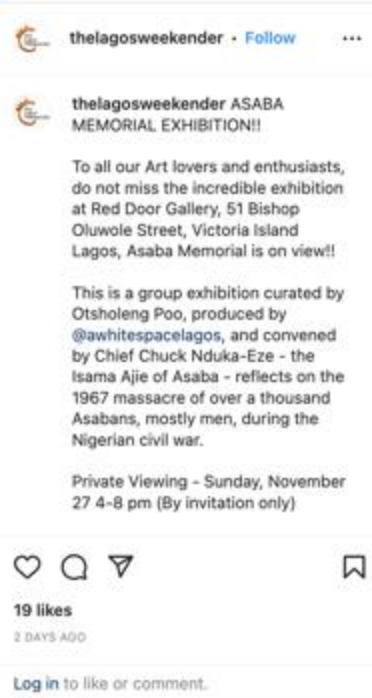 thelagosweekender • Follow
thelagosweekender ASABA
MEMORIAL EXHIBITION!!
To all our Art lovers and enthusiasts,
do not miss the incredible exhibition
at Red Door Gallery, 51 Bishop
Oluwole Street, Victoria Island
Lagos, Asaba Memorial is on view!!
This is a group exhibition curated by
Otsholeng Poo, produced by
@awhitespacelagos, and convened
by Chief Chuck Nduka-Eze - the
Isama Ajie of Asaba - reflects on the
1967 massacre of over a thousand
Asabans, mostly men, during the
Nigerian civil war.
Private Viewing - Sunday, November
27 4-8 pm (By invitation only)
19 likes
2 DAYS AGO
Log in to like or comment.